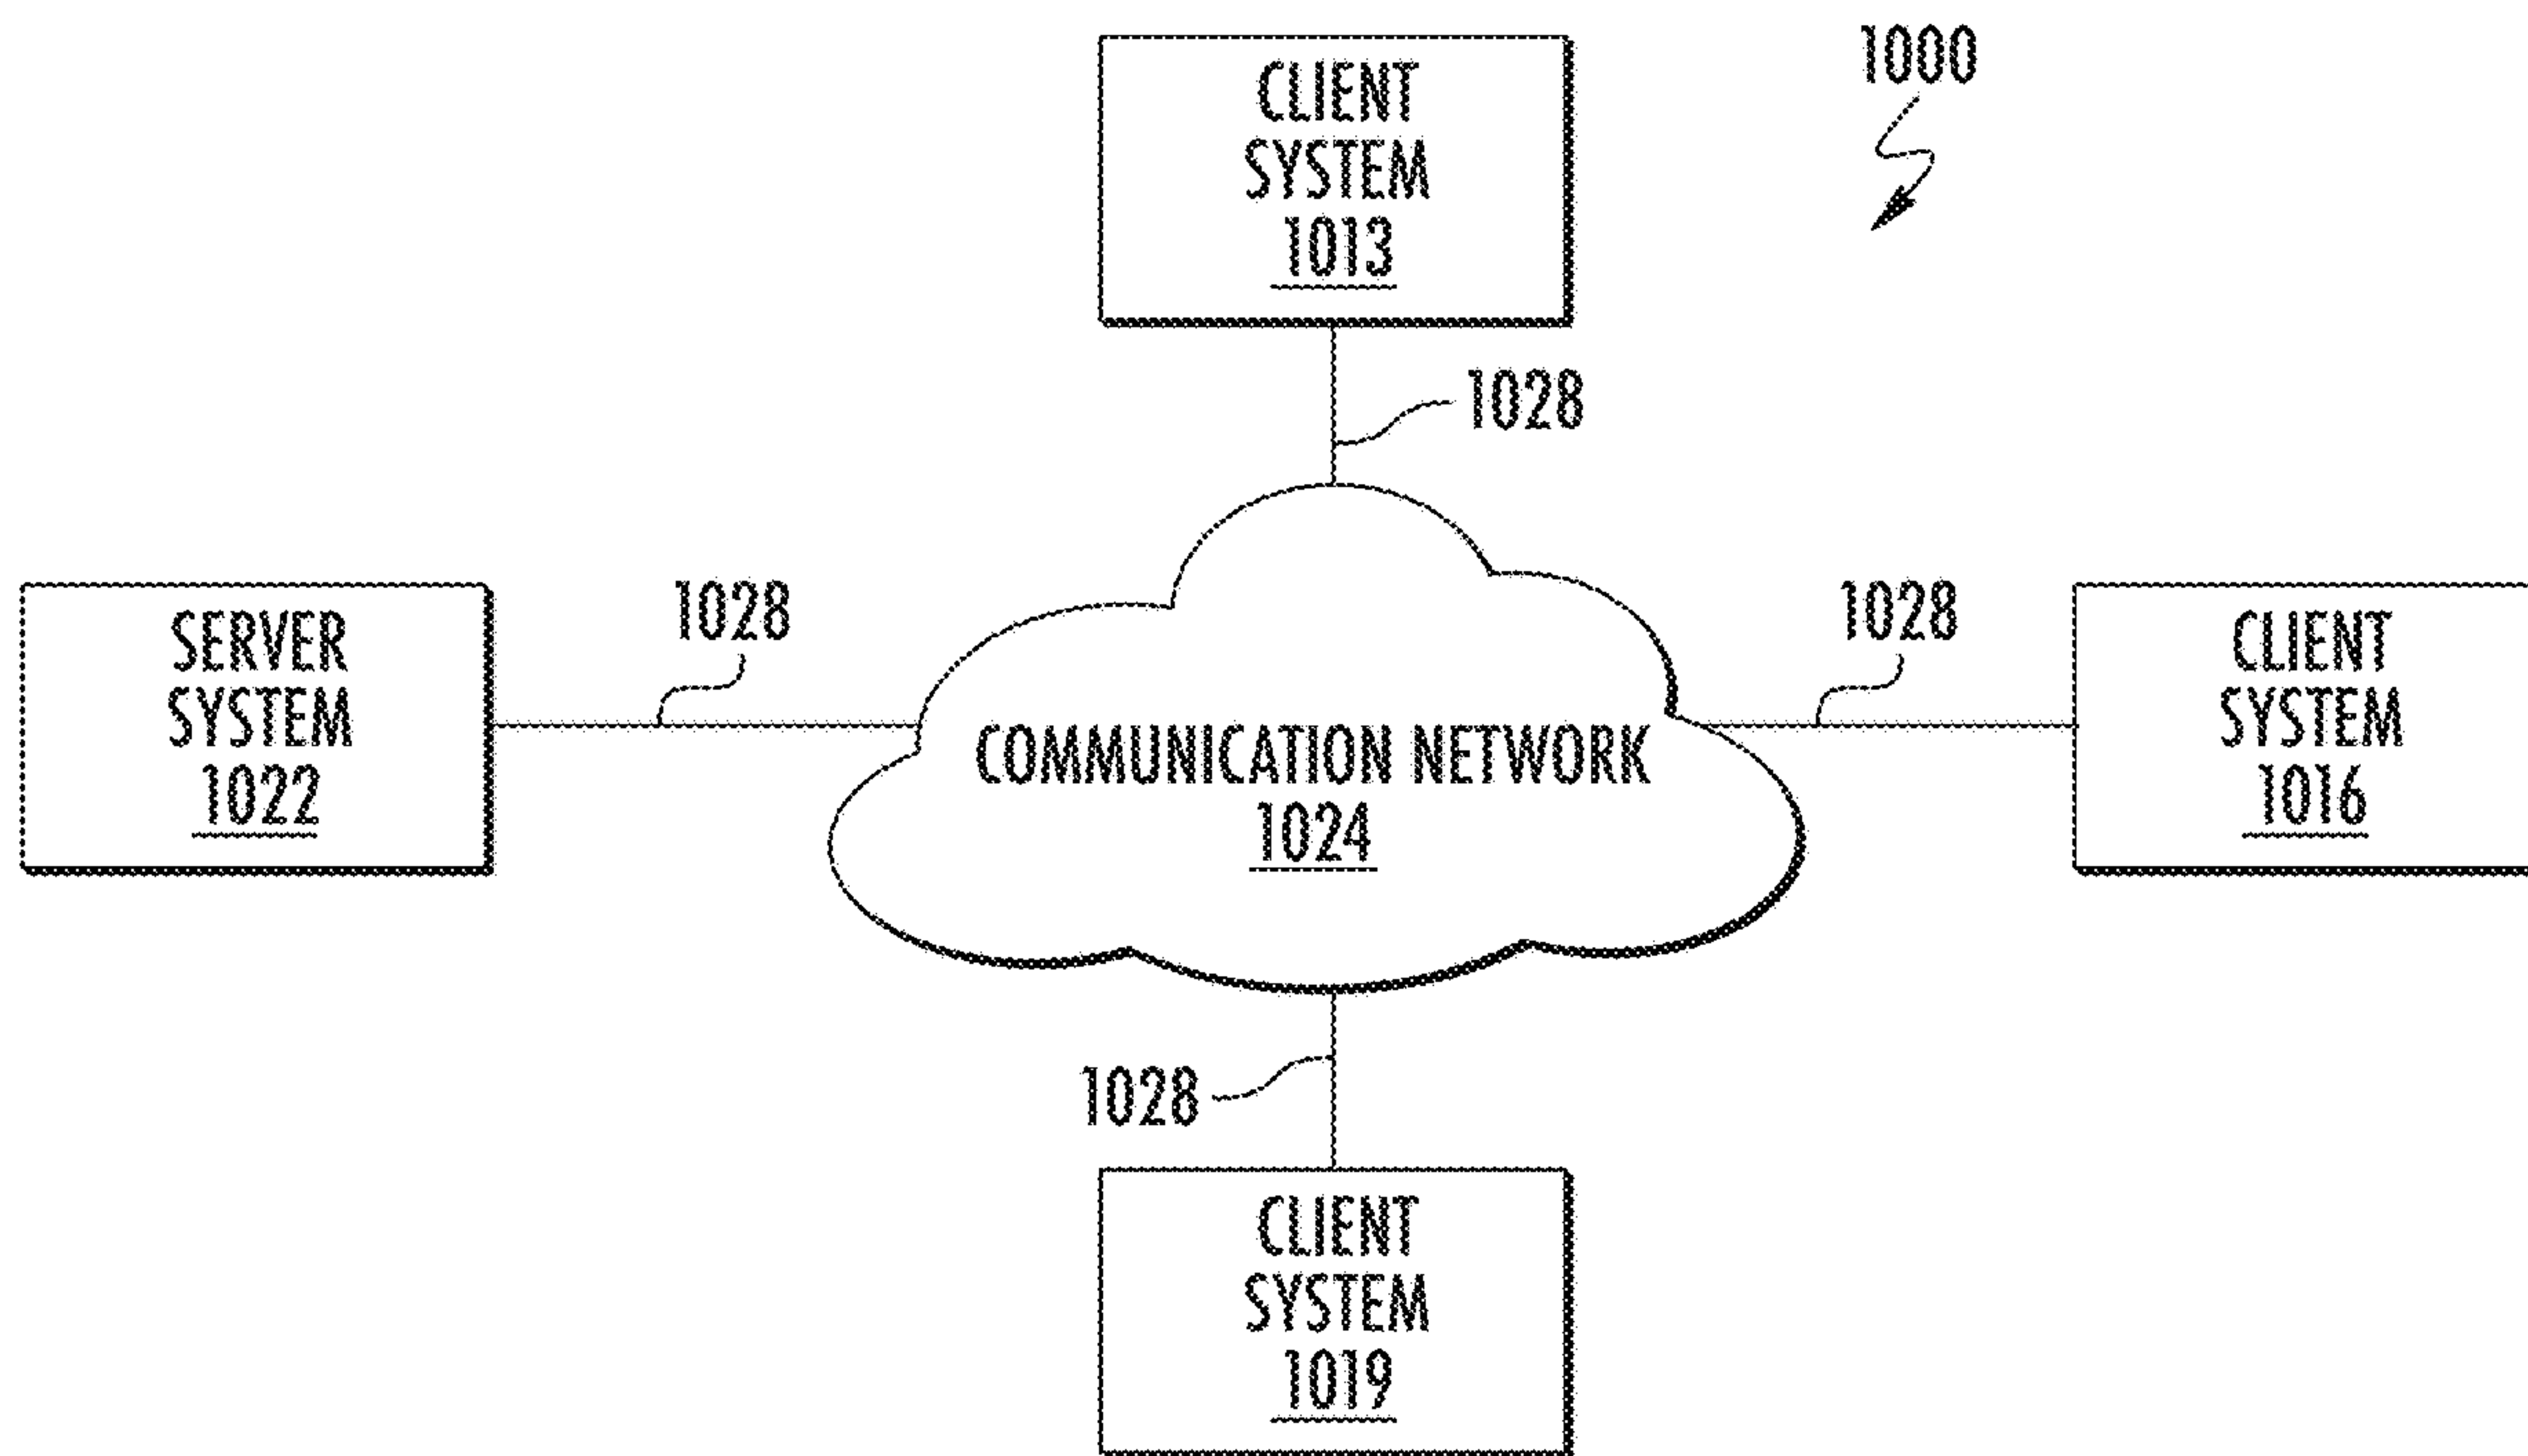 1000
CLIENT
SYSTEM
1013
1028
SERVER
SYSTEM
1022
1028
COMMUNICATION NETWORK
1024
1028
CLIENT
SYSTEM
1016
1028
CLIENT
SYSTEM
1019